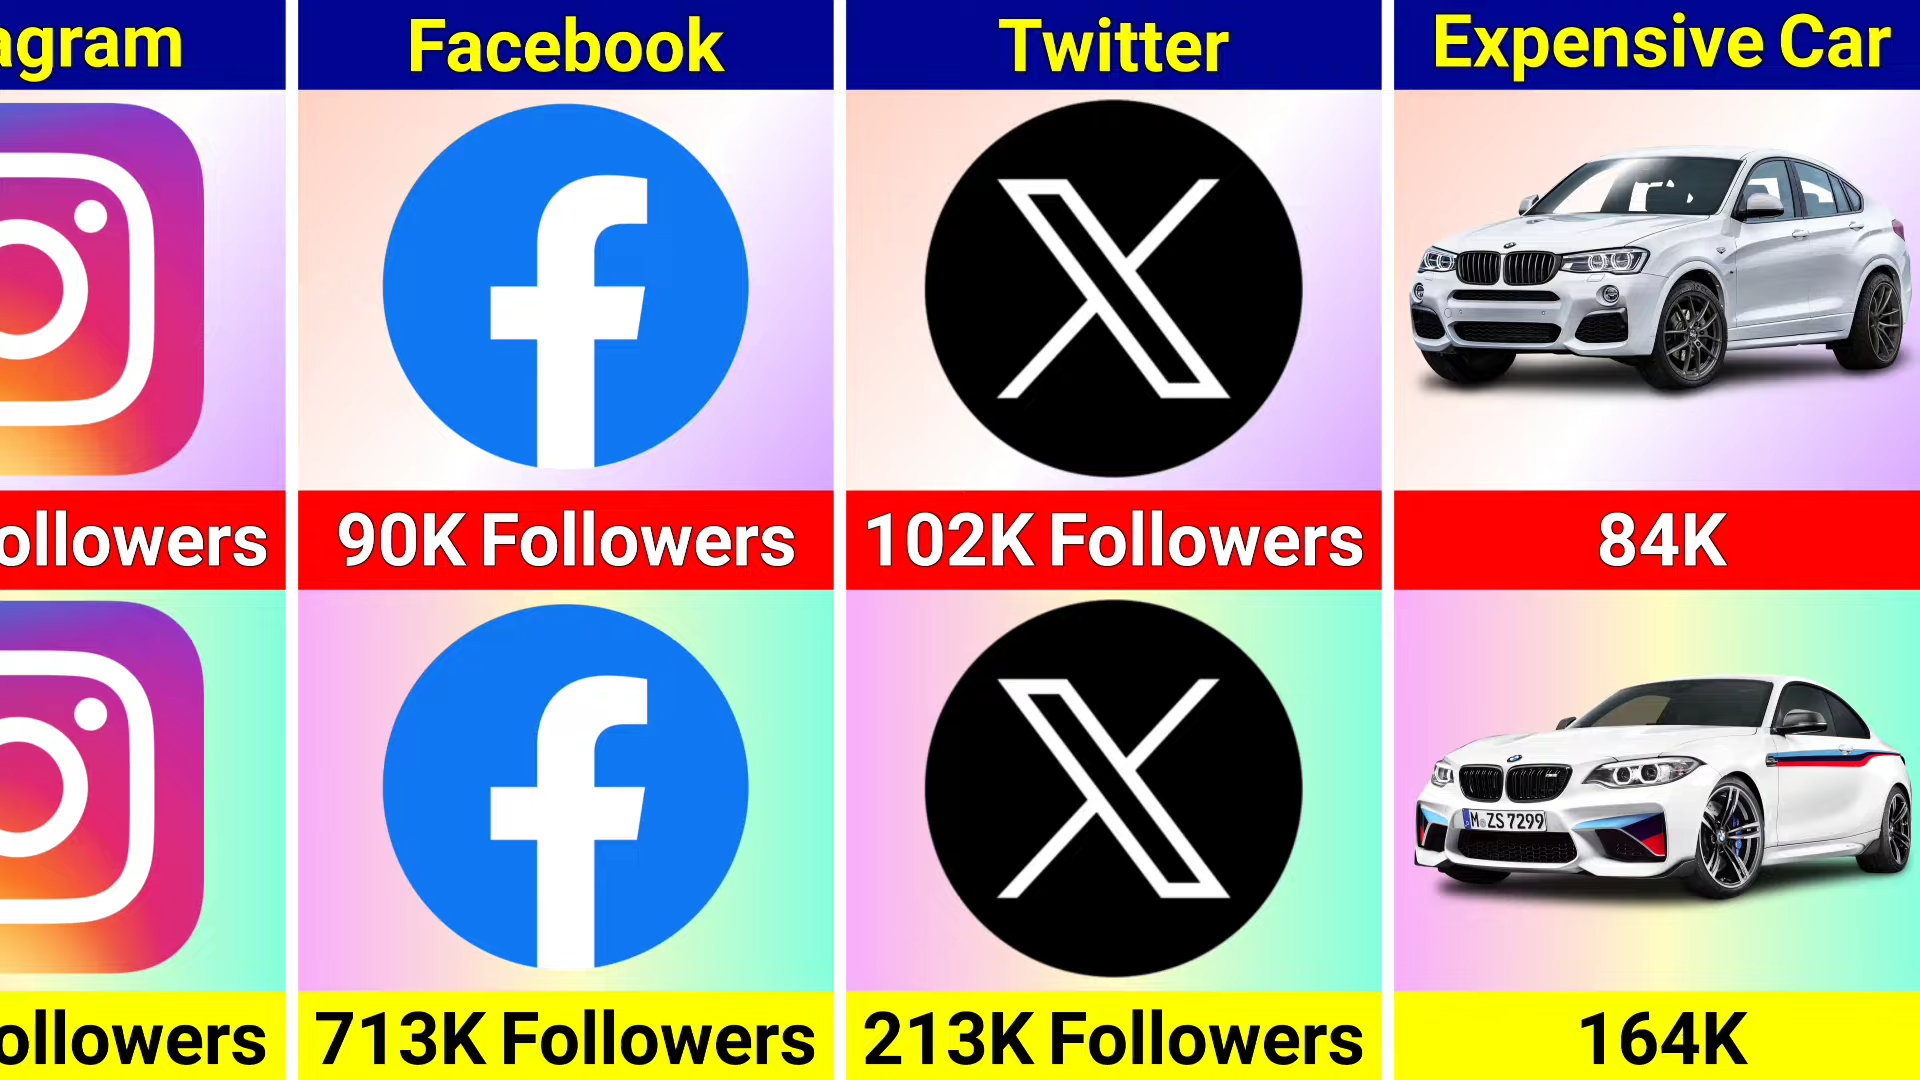 agram
Facebook
Twitter
Expensive Car
ollowers
90K Followers
102K Followers
84K
M ZS 7299
ollowers
713K Followers
213K Followers
164K